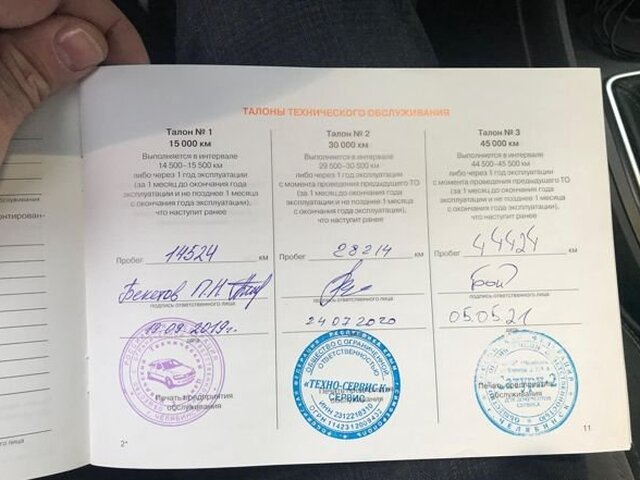 ТАЛОНЫ ТЕХНИЧЕСКОГО ОБСЛУЖИВАНИЯ
Талон № 1
15 000 км
Выполняется в интервале
14 500–15 500 км
либо через 1 год эксплуатации
(за 1 месяц до окончания года
эксплуатации и не позднее 1 месяца
с окончания года эксплуатации),
что наступит ранее
Пробег 14524 км
Бекетов П.Н
19.09.2019г.
дата
Печать предприятия
обслуживания
г. ЧЕЛЯБИНСК
2*
Талон № 2
30 000 км
Выполняется в интервале
29 500–30 500 км
либо через 1 год эксплуатации
с момента проведения предыдущего ТО
(за 1 месяц до окончания года
эксплуатации и не позднее 1 месяца
с окончания года эксплуатации),
что наступит ранее
Пробег 28214 км
подпись ответственного лица
24 07 2020
ОБЩЕСТВО С ОГРАНИЧЕННОЙ
ОТВЕТСТВЕННОСТЬЮ
«ТЕХНО-СЕРВИС К»
СЕРВИС
ИНН 2312218310
Талон № 3
45 000 км
Выполняется в интервале
44 500–45 500 км
либо через 1 год эксплуатации
с момента проведения предыдущего ТО
(за 1 месяц до окончания года
эксплуатации и не позднее 1 месяца
с окончания года эксплуатации),
что наступит ранее
Пробег 44424 км
подпись ответственного лица
05.05.21
дата
Печать предприятия
обслуживания
11